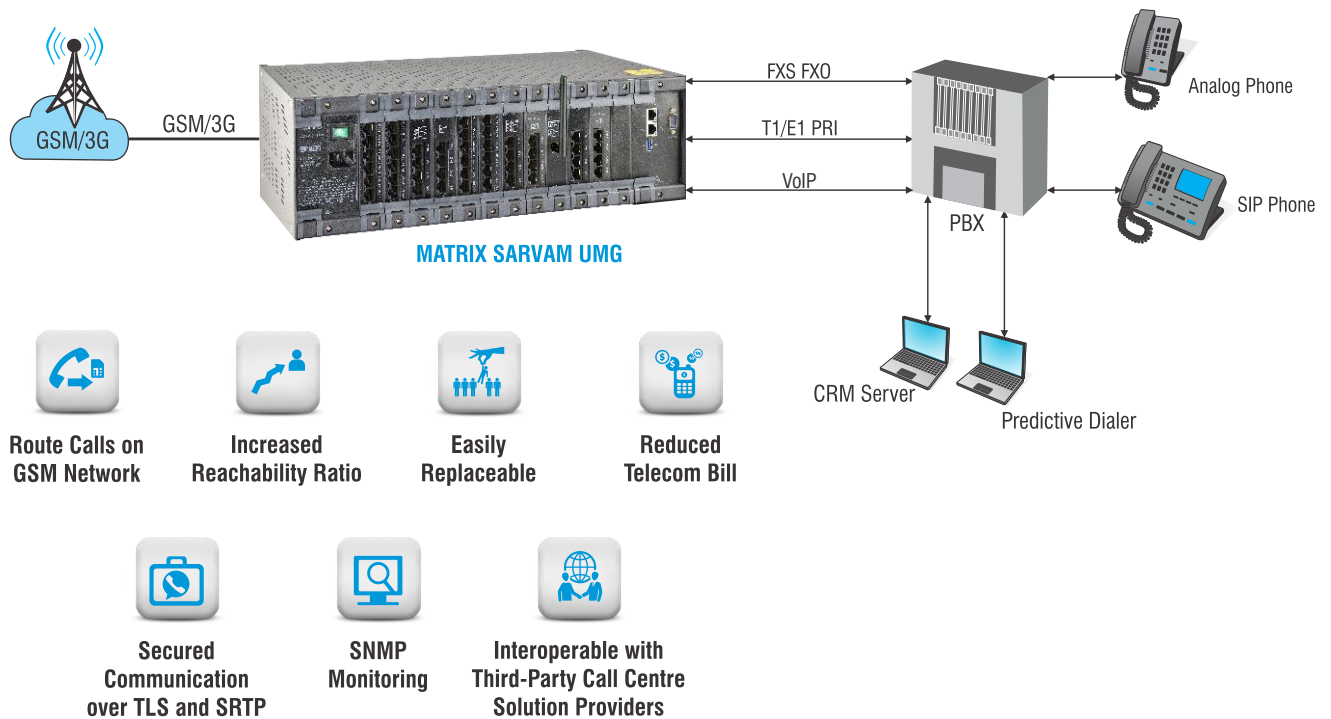 GSM/3G
GSM/3G
FXS FXO
T1/E1 PRI
VoIP
MATRIX SARVAM UMG
PBX
Analog Phone
SIP Phone
CRM Server
Predictive Dialer
Route Calls on
GSM Network
Increased
Reachability Ratio
Easily
Replaceable
Reduced
Telecom Bill
Secured
Communication
over TLS and SRTP
SNMP
Monitoring
Interoperable with
Third-Party Call Centre
Solution Providers